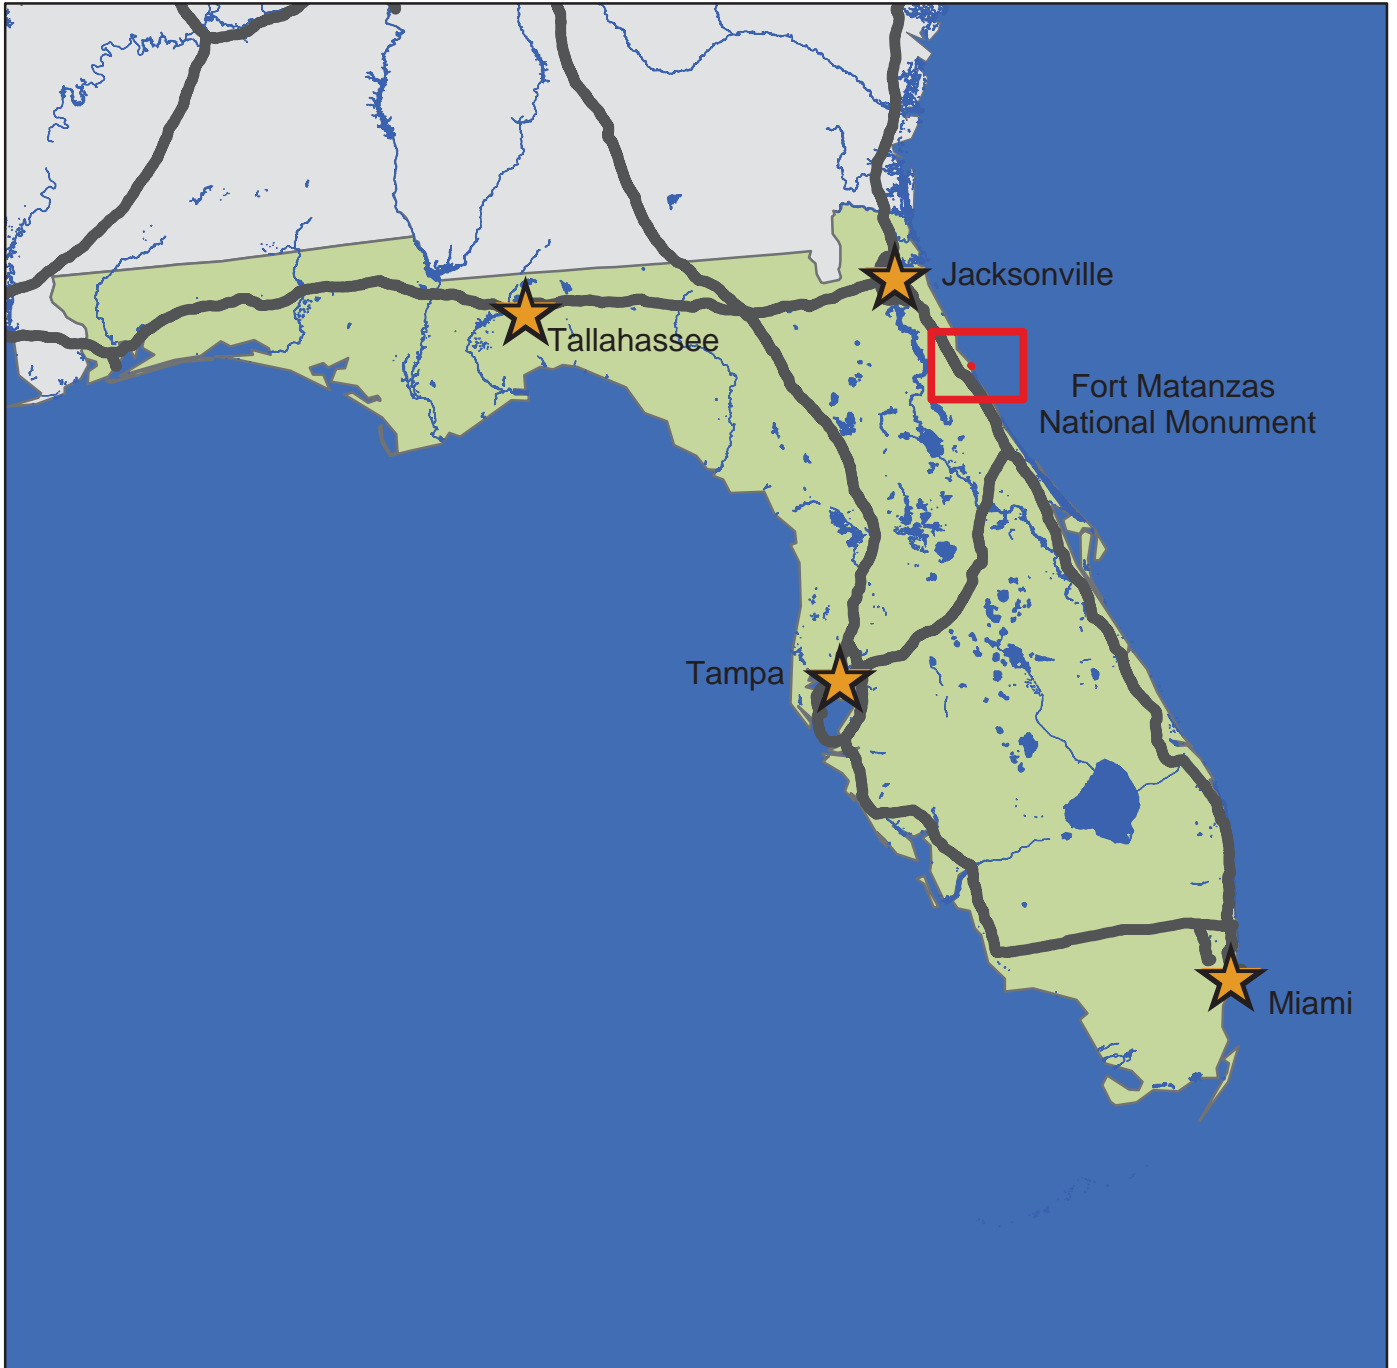 Jacksonville
Tallahassee
Fort Matanzas
National Monument
Tampa
Miami